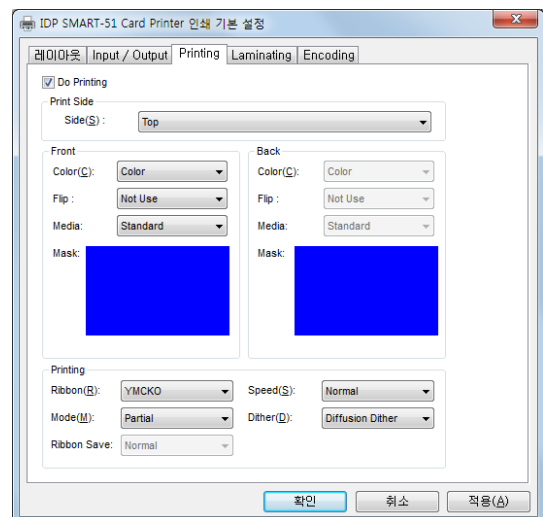 IDP SMART-51 Card Printer 인쇄 기본 설정
레이아웃 Input / Output Printing Laminating Encoding
Do Printing
Print Side
Side(S) : Top
Front Back
Color(C): Color Color(C): Color
Flip : Not Use Flip : Not Use
Media: Standard Media: Standard
Mask: Mask:
Printing
Ribbon(R): YMCKO Speed(S): Normal
Mode(M): Partial Dither(D): Diffusion Dither
Ribbon Save: Normal
확인 취소 적용(A)